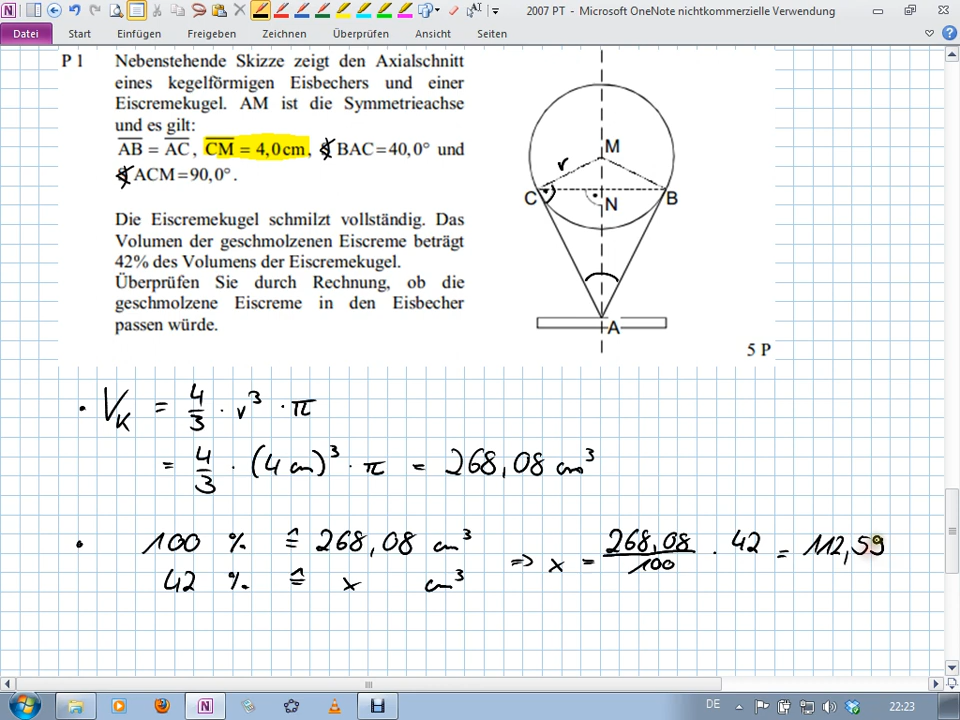 2007 PT - Microsoft OneNote nichtkommerzielle Verwendung
Datei Start Einfügen Freigeben Zeichnen Überprüfen Ansicht Seiten
P 1 Nebenstehende Skizze zeigt den Axialschnitt
eines kegelförmigen Eisbechers und einer
Eiscremekugel. AM ist die Symmetrieachse
und es gilt:
AB = AC, CM = 4,0 cm, ∢ BAC = 40,0° und
∢ ACM = 90,0°.
Die Eiscremekugel schmilzt vollständig. Das
Volumen der geschmolzenen Eiscreme beträgt
42% des Volumens der Eiscremekugel.
Überprüfen Sie durch Rechnung, ob die
geschmolzene Eiscreme in den Eisbecher
passen würde.
M
r
C N B
A
5 P
• V_K = 4/3 · r³ · π
= 4/3 · (4 cm)³ · π = 268,08 cm³
• 100 % ≙ 268,08 cm³
42 % ≙ x cm³
⇒ x = 268,08/100 · 42 = 112,59
DE 22:23